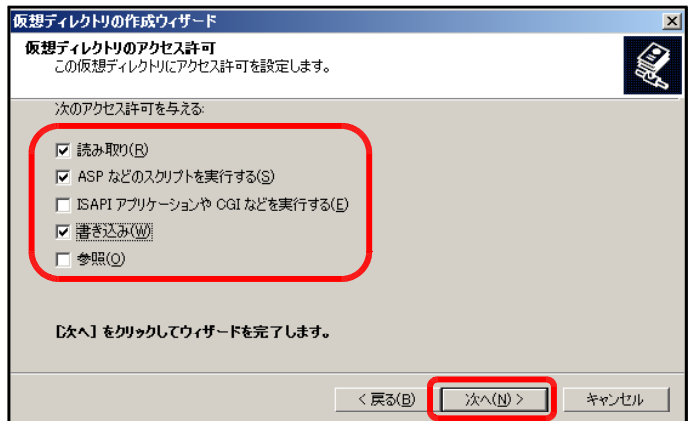 仮想ディレクトリの作成ウィザード
仮想ディレクトリのアクセス許可
この仮想ディレクトリにアクセス許可を設定します。
次のアクセス許可を与える:
読み取り(R)
ASP などのスクリプトを実行する(S)
ISAPI アプリケーションや CGI などを実行する(E)
書き込み(W)
参照(O)
[次へ] をクリックしてウィザードを完了します。
< 戻る(B) 次へ(N) > キャンセル